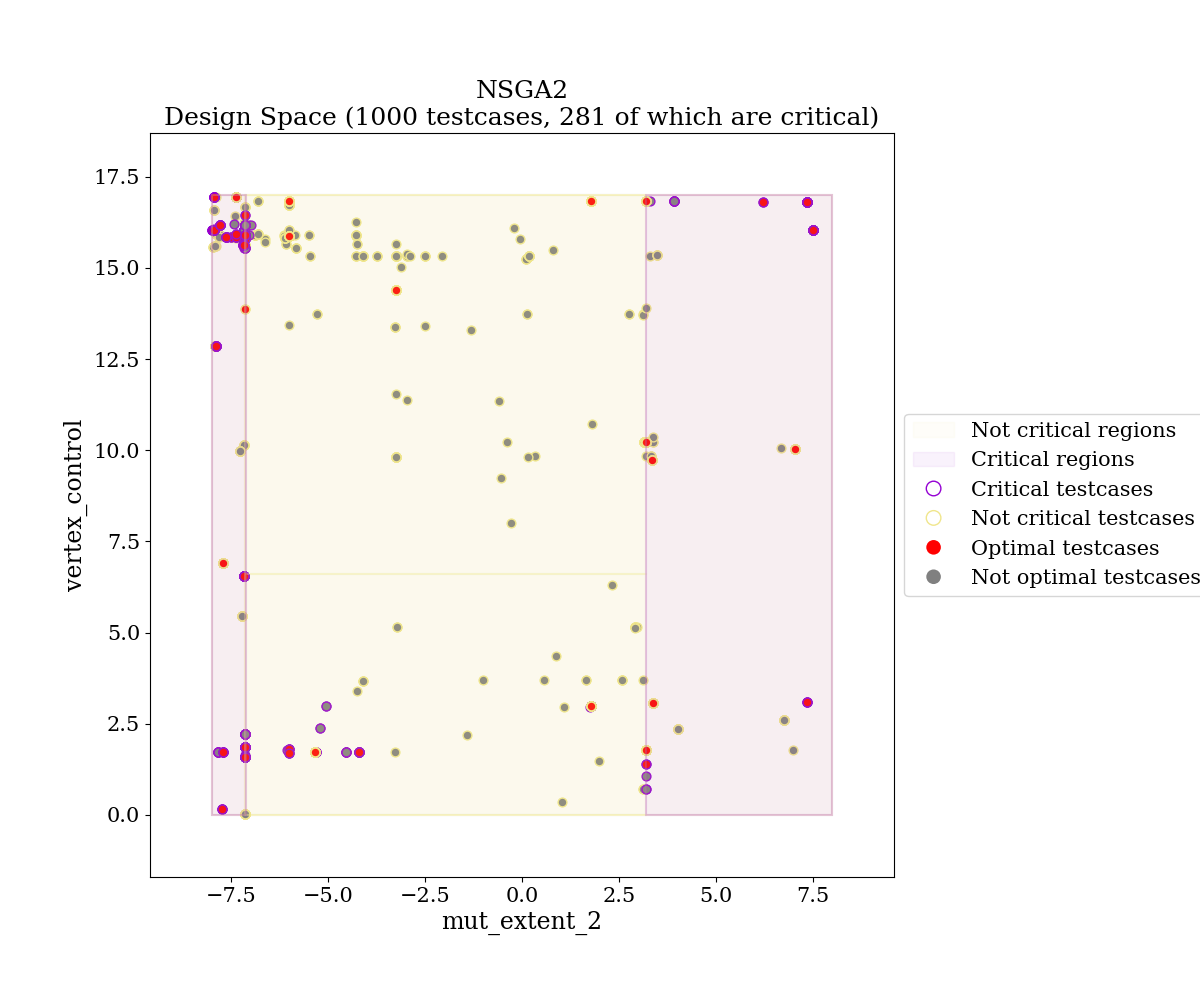 NSGA2
Design Space (1000 testcases, 281 of which are critical)
17.5
15.0
12.5
10.0
7.5
5.0
2.5
0.0
vertex_control
−7.5
−5.0
−2.5
0.0
2.5
5.0
7.5
mut_extent_2
Not critical regions
Critical regions
Critical testcases
Not critical testcases
Optimal testcases
Not optimal testcases